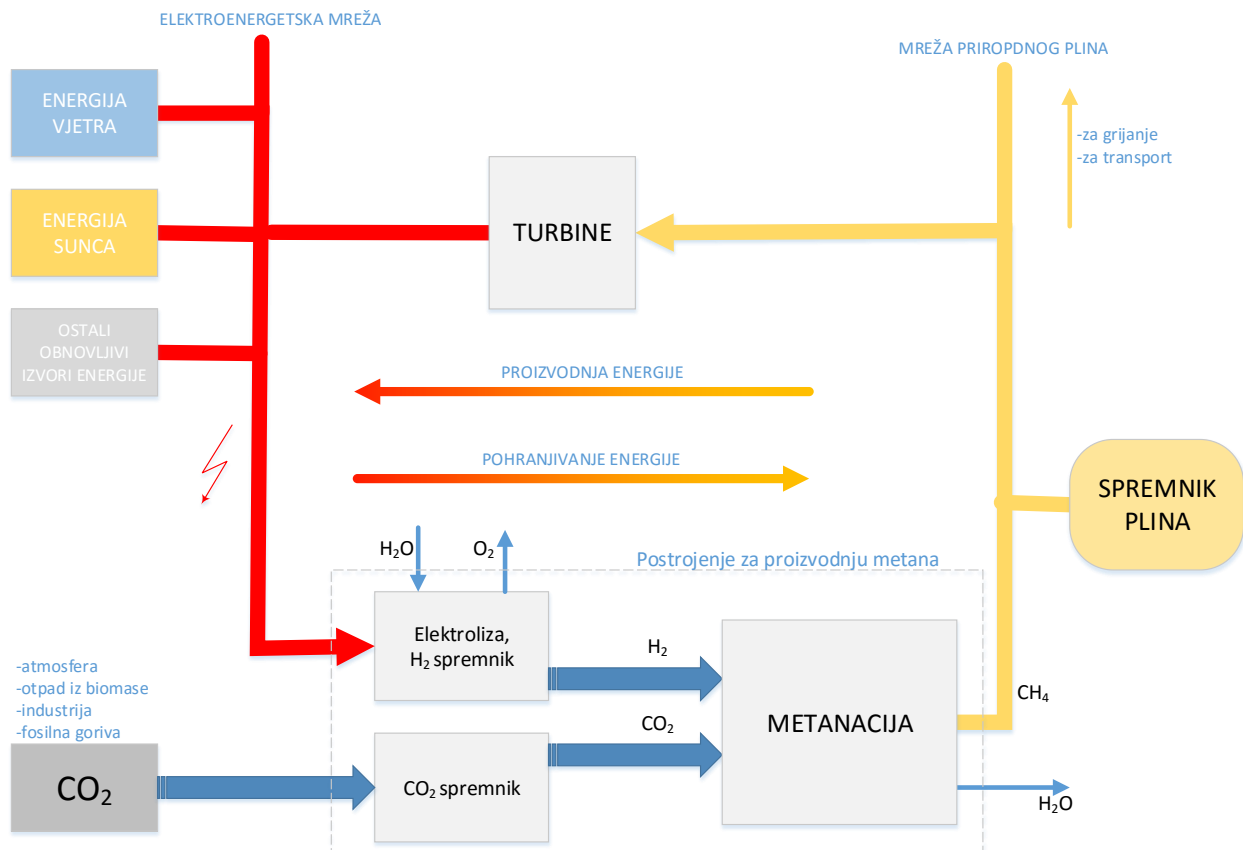 ELEKTROENERGETSKA MREŽA
MREŽA PRIROPDNOG PLINA
ENERGIJA
VJETRA
-za grijanje
-za transport
ENERGIJA
SUNCA
TURBINE
OSTALI
OBNOVLJIVI
IZVORI ENERGIJE
PROIZVODNJA ENERGIJE
POHRANJIVANJE ENERGIJE
SPREMNIK
PLINA
H₂O
O₂
Postrojenje za proizvodnju metana
Elektroliza,
H₂ spremnik
H₂
-atmosfera
-otpad iz biomase
-industrija
-fosilna goriva
CO₂
METANACIJA
CH₄
CO₂
CO₂ spremnik
H₂O